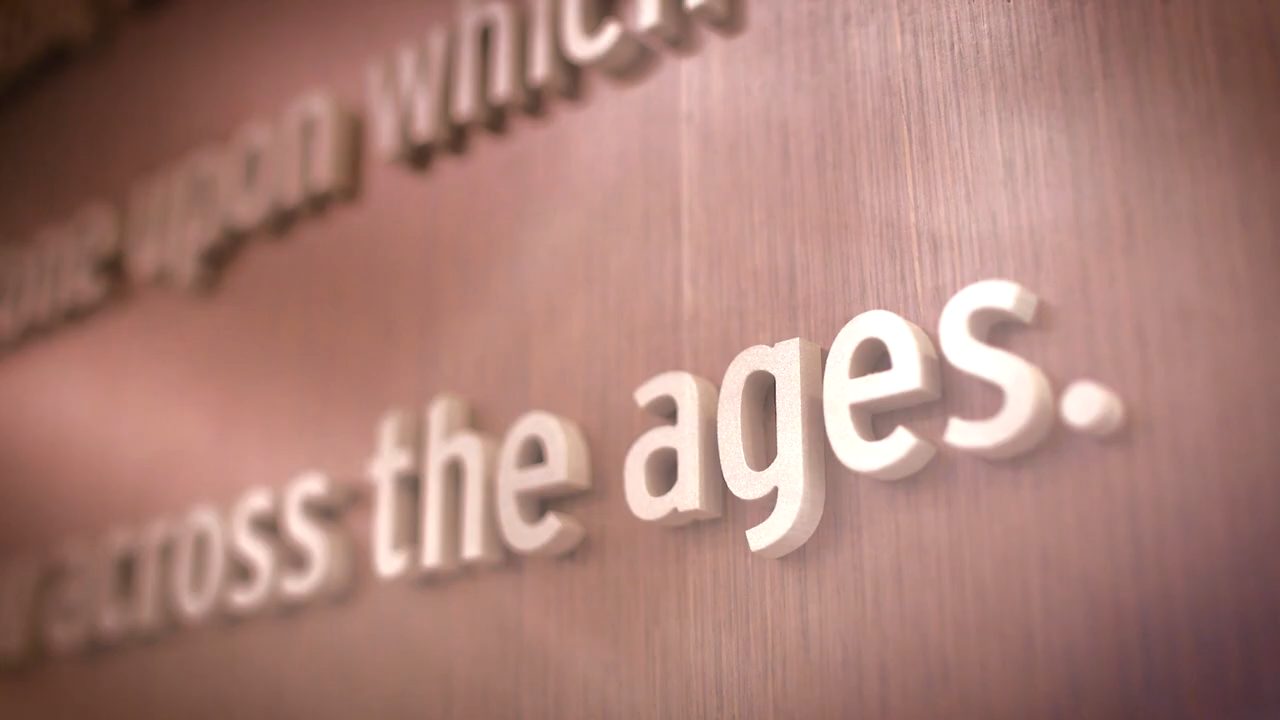 upon which
across the ages.